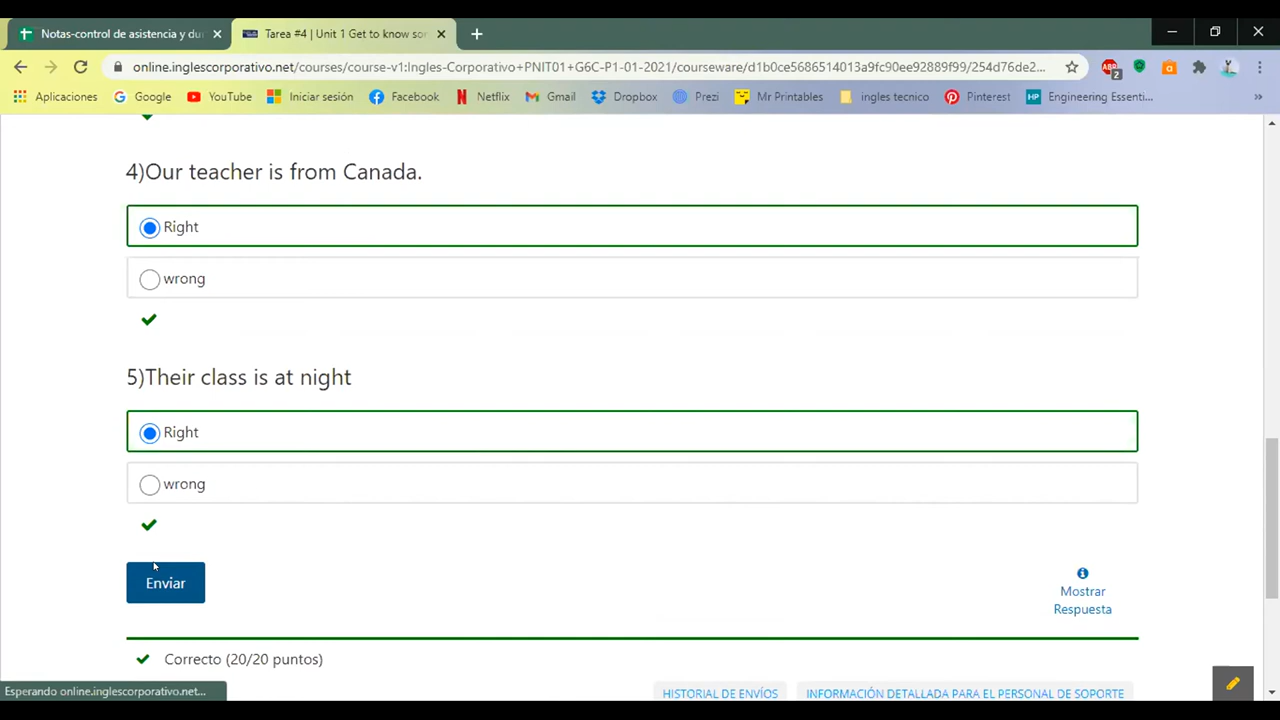 Notas-control de asistencia y du
Tarea #4 | Unit 1 Get to know so
online.inglescorporativo.net/courses/course-v1:Ingles-Corporativo+PNIT01+G6C-P1-01-2021/courseware/d1b0ce5686514013a9fc90ee92889f99/254d76de2...
ABP
2
Aplicaciones
Google
YouTube
Iniciar sesión
Facebook
Netflix
Gmail
Dropbox
Prezi
Mr Printables
ingles tecnico
Pinterest
HP
Engineering Essenti...
»
4)Our teacher is from Canada.
Right
wrong
5)Their class is at night
Right
wrong
Enviar
Mostrar
Respuesta
Correcto (20/20 puntos)
Esperando online.inglescorporativo.net...
HISTORIAL DE ENVÍOS
INFORMACIÓN DETALLADA PARA EL PERSONAL DE SOPORTE